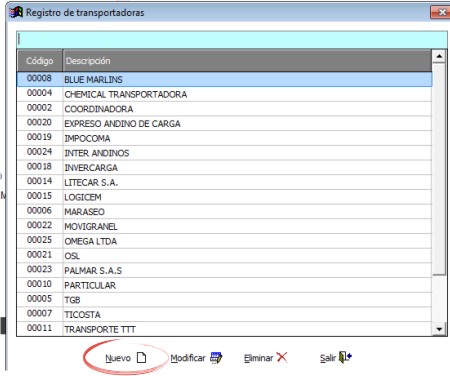 Registro de transportadoras
Código Descripción
00008 BLUE MARLINS
00004 CHEMICAL TRANSPORTADORA
00002 COORDINADORA
00020 EXPRESO ANDINO DE CARGA
00019 IMPOCOMA
00024 INTER ANDINOS
00018 INVERCARGA
00014 LITECAR S.A.
00015 LOGICEM
00006 MARASEO
00022 MOVIGRANEL
00025 OMEGA LTDA
00021 OSL
00023 PALMAR S.A.S
00010 PARTICULAR
00005 TGB
00007 TICOSTA
00011 TRANSPORTE TTT
Nuevo Modificar Eliminar Salir